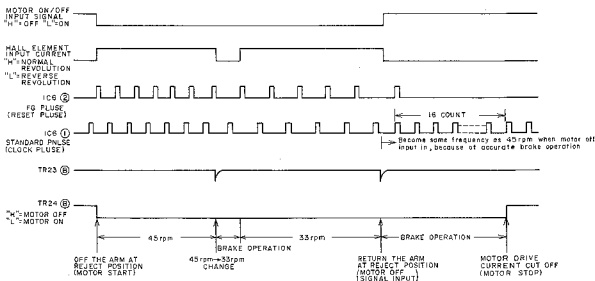 MOTOR ON/OFF
INPUT SIGNAL
"H"=OFF "L"=ON
HALL ELEMENT
INPUT CURRENT
"H"=NORMAL
REVOLUTION
"L"=REVERSE
REVOLUTION
IC6 ②
FG PLUSE
(RESET PLUSE)
16 COUNT
IC6 ①
STANDARD PNLSE
(CLOCK PLUSE)
Become same frequency as 45rpm when motor off
input in, because of accurate brake operation
TR23 Ⓑ
TR24 Ⓑ
"H"=MOTOR OFF
"L"=MOTOR ON
45rpm
BRAKE OPERATION
33rpm
BRAKE OPERATION
OFF THE ARM AT
REJECT POSITION
(MOTOR START)
45rpm→33rpm
CHANGE
RETURN THE ARM
AT REJECT POSITION
(MOTOR OFF
SIGNAL INPUT)
MOTOR DRIVE
CURRENT CUT OFF
(MOTOR STOP)